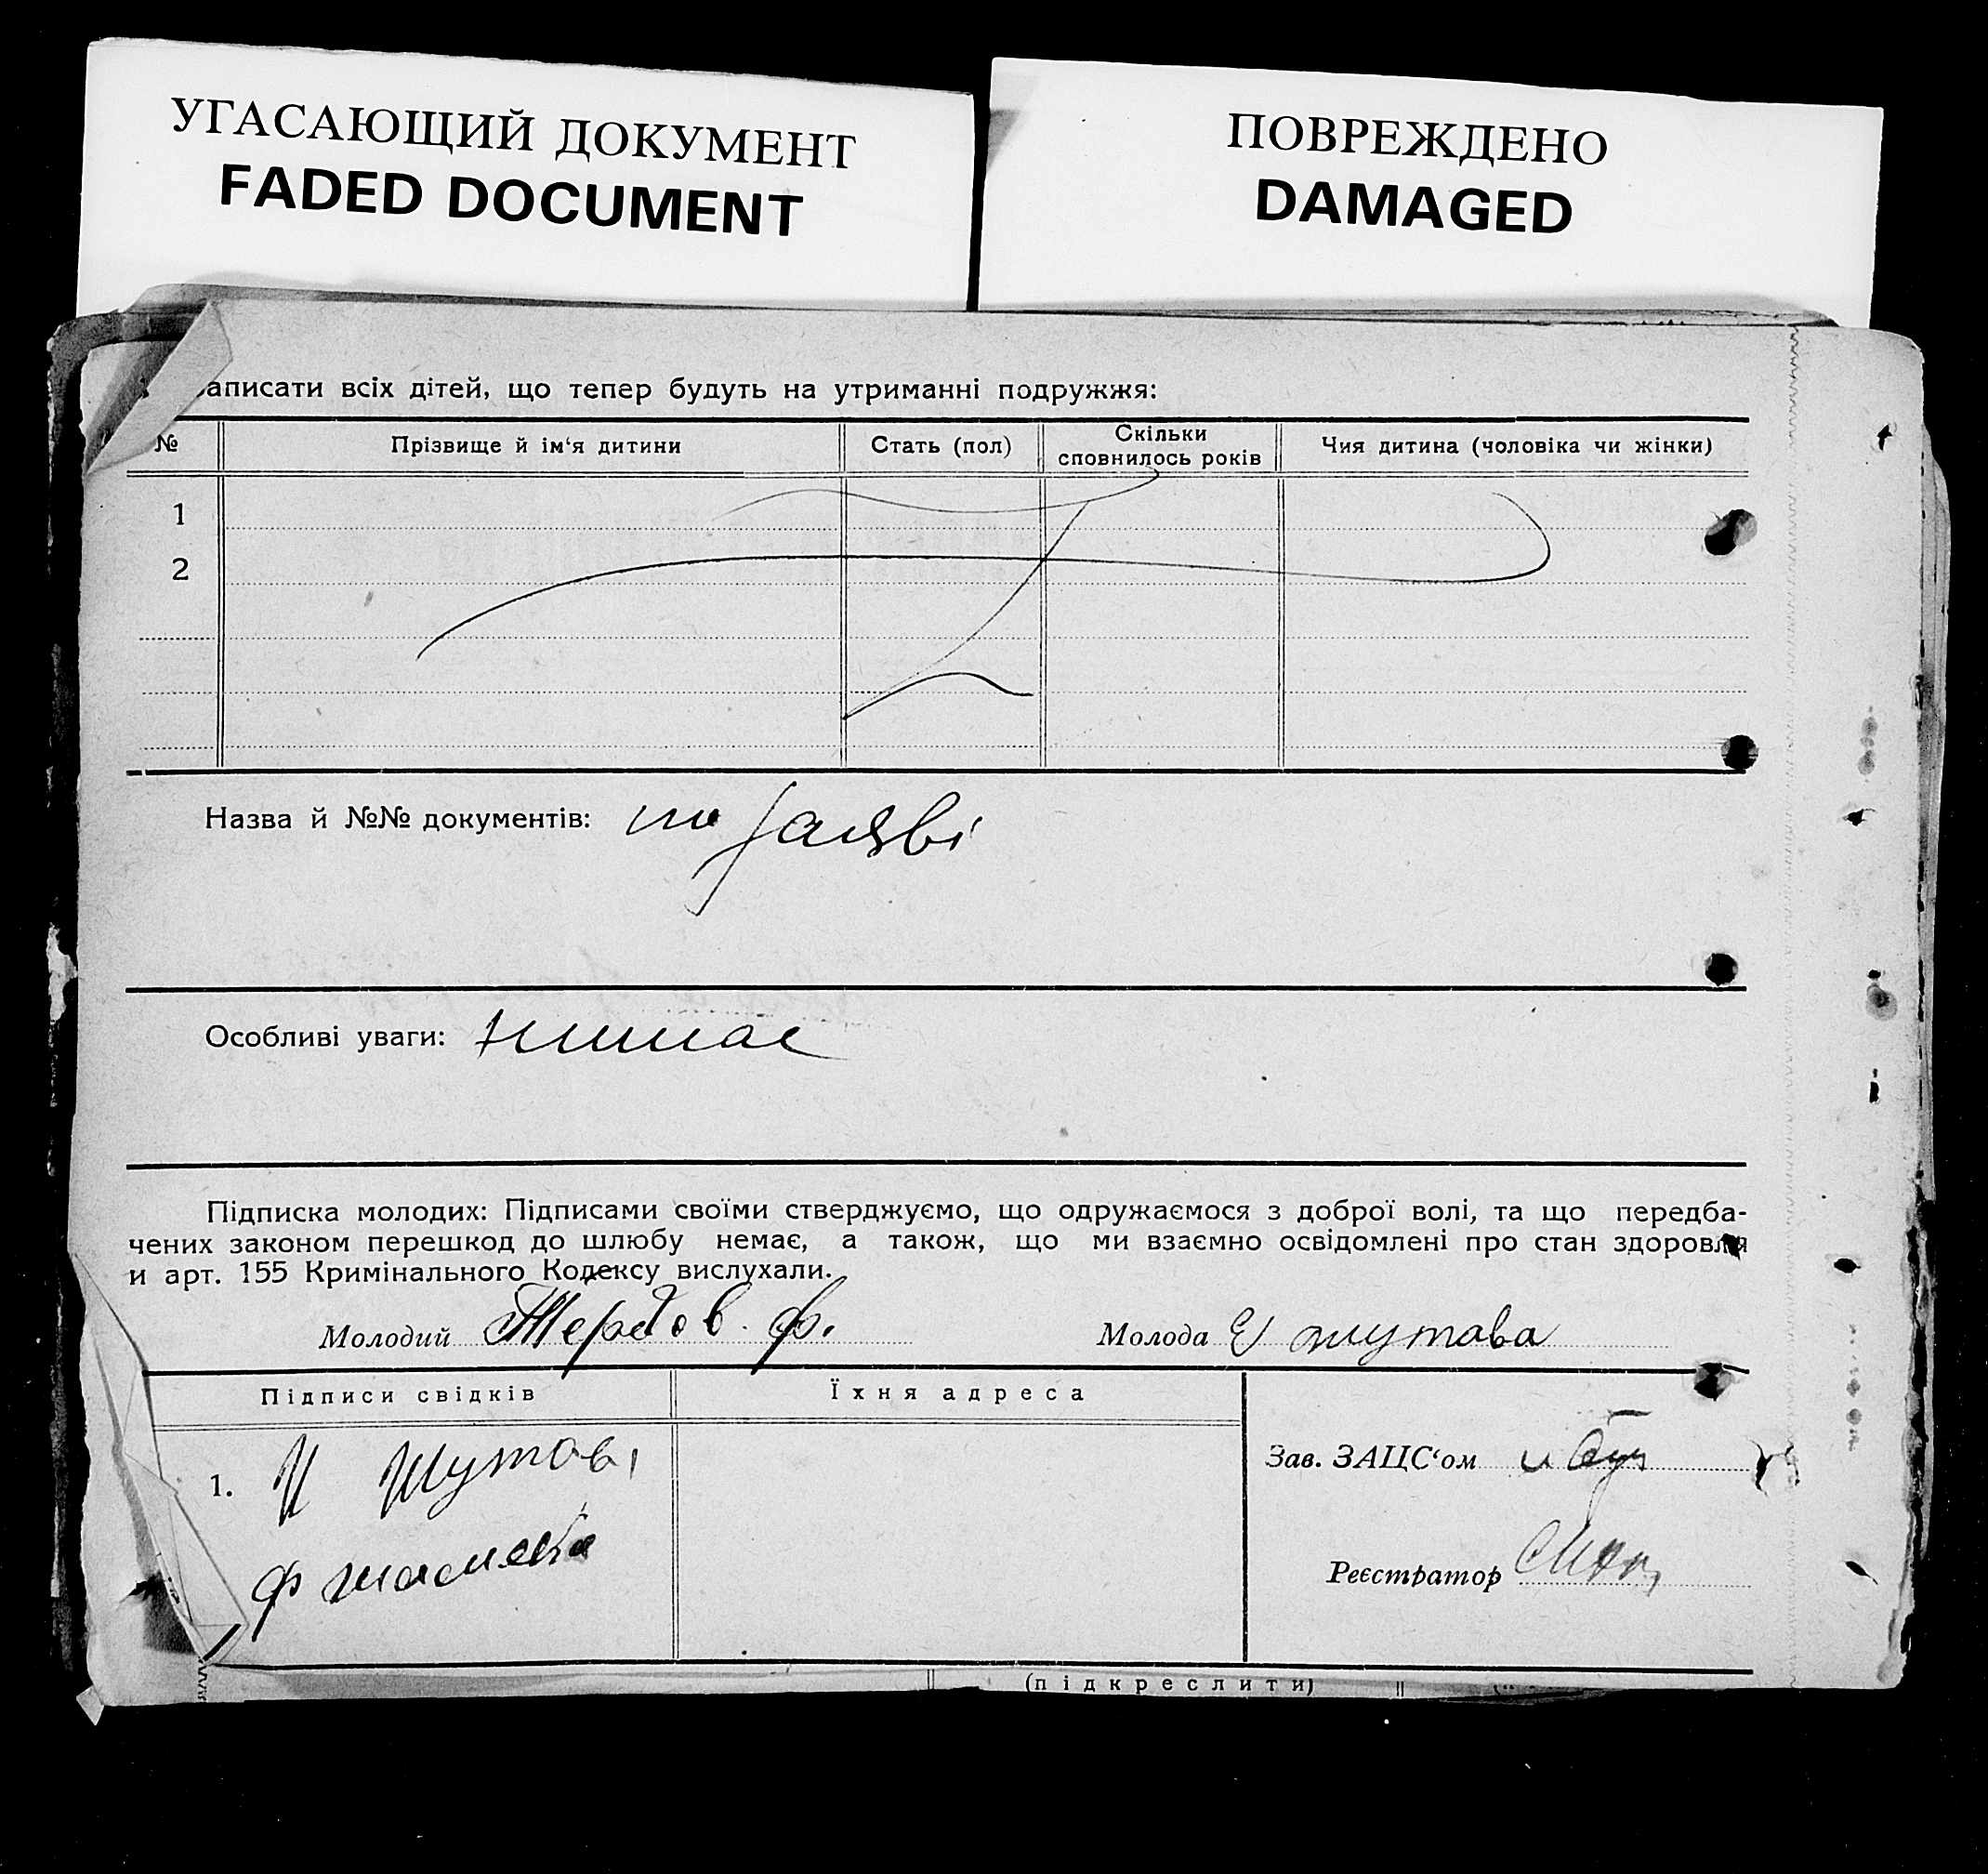 УГАСАЮЩИЙ ДОКУМЕНТ
FADED DOCUMENT
ПОВРЕЖДЕНО
DAMAGED
записати всіх дітей, що тепер будуть на утриманні подружжя:
№ Прізвище й ім‘я дитини Стать (пол) Скільки сповнилось років Чия дитина (чоловіка чи жінки)
1
2
Назва й №№ документів: по заяві
Особливі уваги: немає
Підписка молодих: Підписами своїми стверджуємо, що одружаємося з доброї волі, та що передба-
чених законом перешкод до шлюбу немає, а також, що ми взаємно освідомлені про стан здоровля
и арт. 155 Кримінального Кодексу вислухали.
Молодий ф. Молода шутова
Підписи свідків Їхня адреса
1. И Шутов
Зав. ЗАЦС‘ом
ф
Реєстратор
(підкреслити)